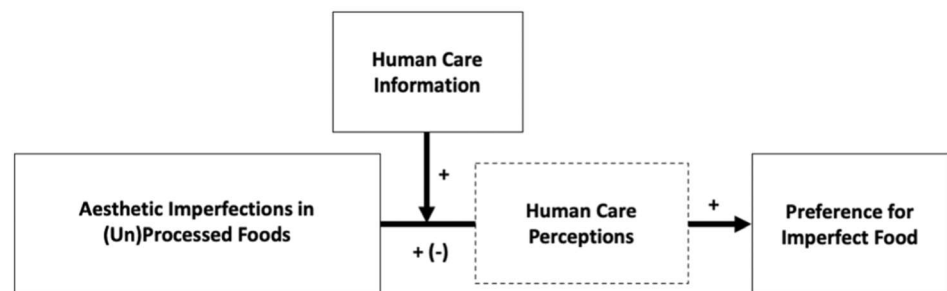 Human Care
Information
+
Aesthetic Imperfections in
(Un)Processed Foods
+ (-)
Human Care
Perceptions
+
Preference for
Imperfect Food